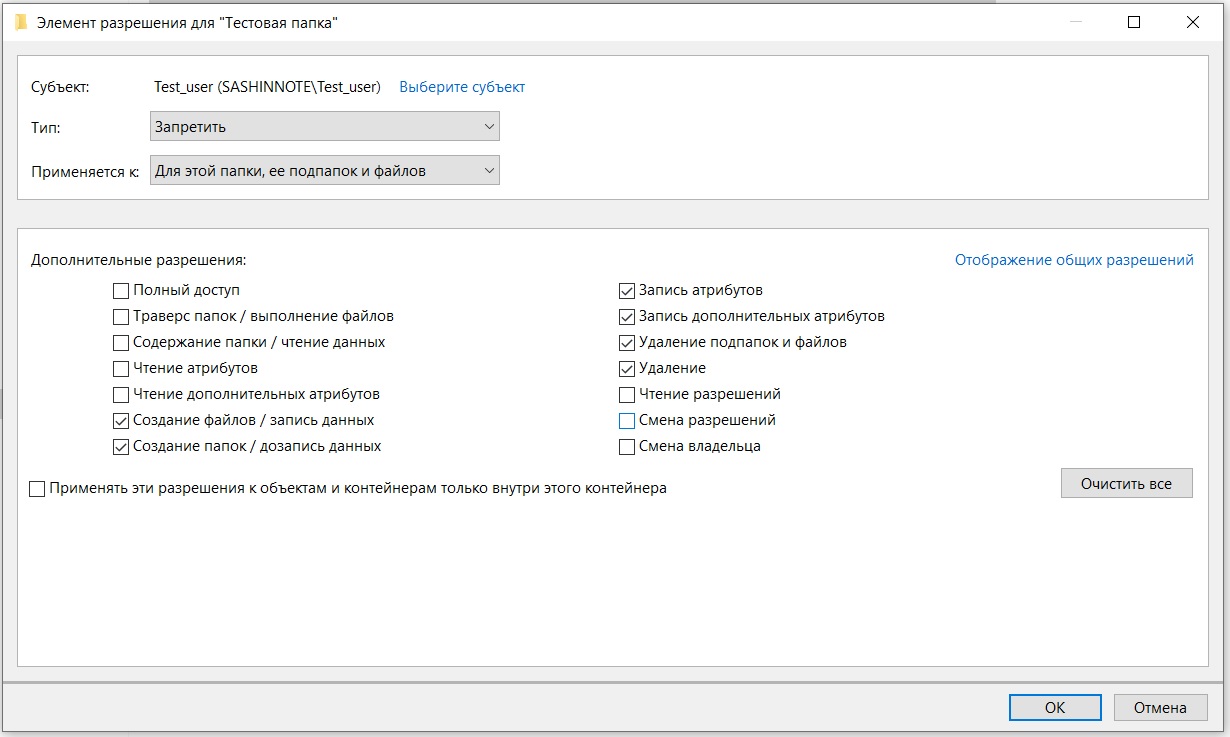 Элемент разрешения для "Тестовая папка"
Субъект: Test_user (SASHINNOTE\Test_user) Выберите субъект
Тип: Запретить
Применяется к: Для этой папки, ее подпапок и файлов
Дополнительные разрешения: Отображение общих разрешений
Полный доступ
Траверс папок / выполнение файлов
Содержание папки / чтение данных
Чтение атрибутов
Чтение дополнительных атрибутов
Создание файлов / запись данных
Создание папок / дозапись данных
Запись атрибутов
Запись дополнительных атрибутов
Удаление подпапок и файлов
Удаление
Чтение разрешений
Смена разрешений
Смена владельца
Применять эти разрешения к объектам и контейнерам только внутри этого контейнера
Очистить все
ОК Отмена